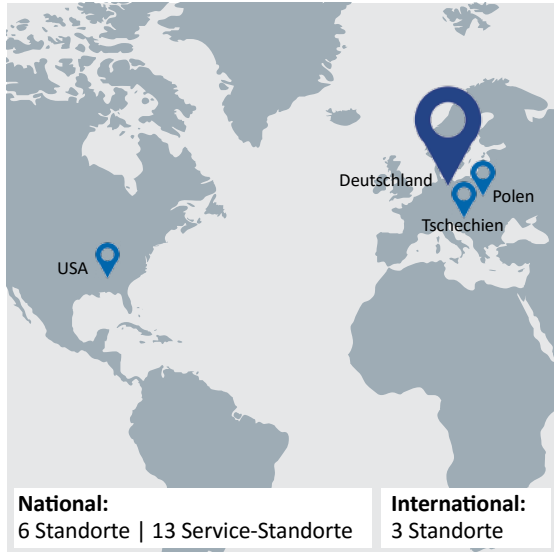 Deutschland
Polen
Tschechien
USA
National:
6 Standorte | 13 Service-Standorte
International:
3 Standorte